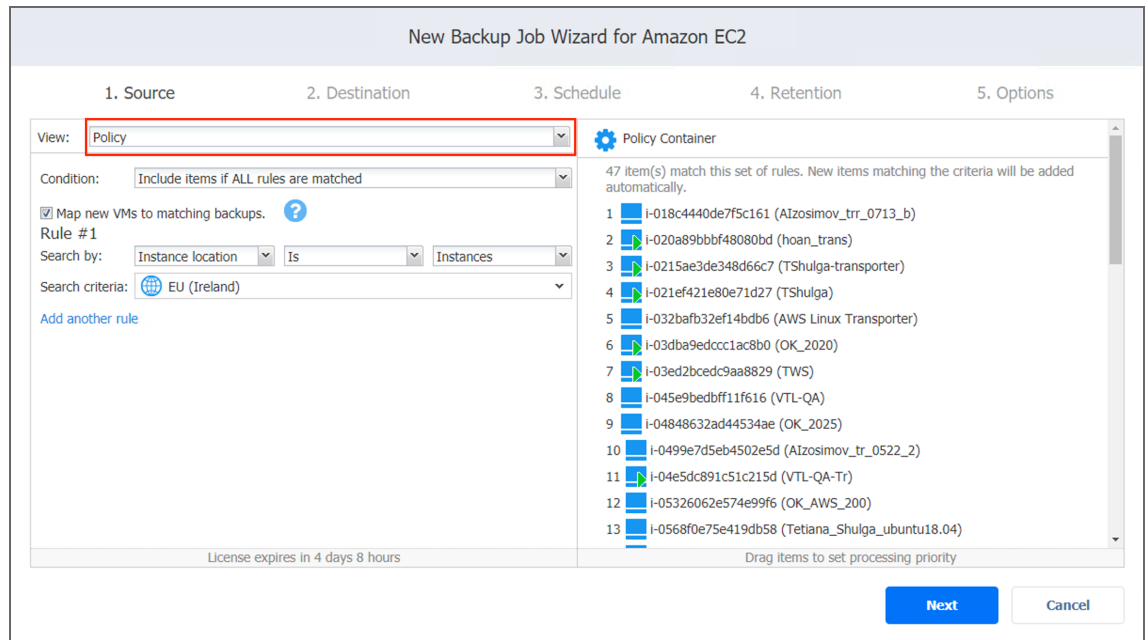 New Backup Job Wizard for Amazon EC2
1. Source 2. Destination 3. Schedule 4. Retention 5. Options
View: Policy
Condition: Include items if ALL rules are matched
Map new VMs to matching backups. ?
Rule #1
Search by: Instance location Is Instances
Search criteria: EU (Ireland)
Add another rule
License expires in 4 days 8 hours
Policy Container
47 item(s) match this set of rules. New items matching the criteria will be added
automatically.
1 i-018c4440de7f5c161 (AIzosimov_trr_0713_b)
2 i-020a89bbbf48080bd (hoan_trans)
3 i-0215ae3de348d66c7 (TShulga-transporter)
4 i-021ef421e80e71d27 (TShulga)
5 i-032bafb32ef14bdb6 (AWS Linux Transporter)
6 i-03dba9edccc1ac8b0 (OK_2020)
7 i-03ed2bcedc9aa8829 (TWS)
8 i-045e9bedbff11f616 (VTL-QA)
9 i-04848632ad44534ae (OK_2025)
10 i-0499e7d5eb4502e5d (AIzosimov_tr_0522_2)
11 i-04e5dc891c51c215d (VTL-QA-Tr)
12 i-05326062e574e99f6 (OK_AWS_200)
13 i-0568f0e75e419db58 (Tetiana_Shulga_ubuntu18.04)
Drag items to set processing priority
Next Cancel